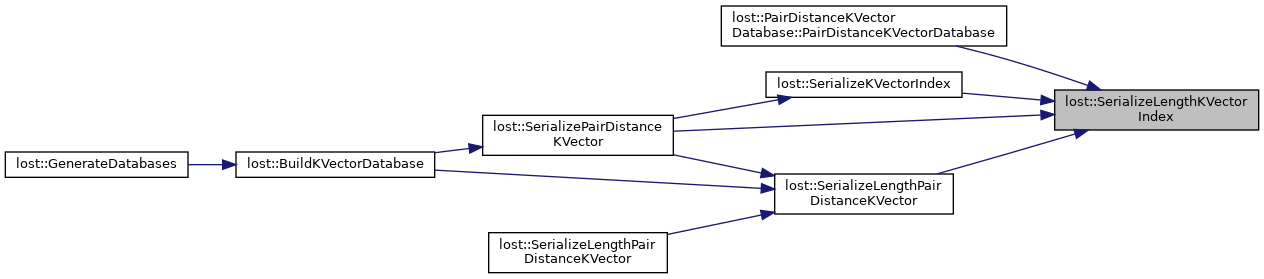 lost::PairDistanceKVector
Database::PairDistanceKVectorDatabase
lost::SerializeKVectorIndex
lost::SerializeLengthKVector
Index
lost::SerializePairDistance
KVector
lost::GenerateDatabases
lost::BuildKVectorDatabase
lost::SerializeLengthPair
DistanceKVector
lost::SerializeLengthPair
DistanceKVector